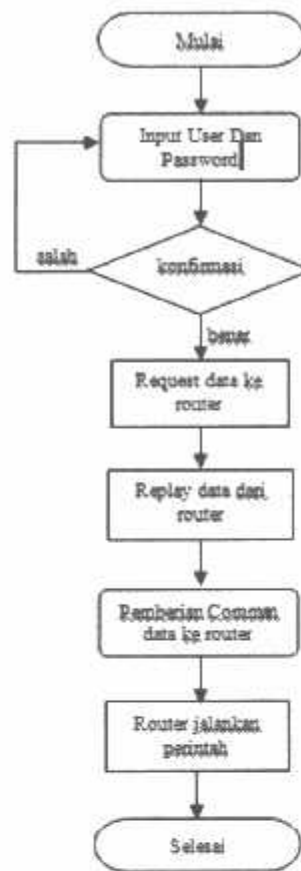 Mulai
Input User Dan
Password
konfirmasi
salah
benar
Request data ke
router
Replay data dari
router
Pemberian Comman
data ke router
Router jalankan
perintah
Selesai